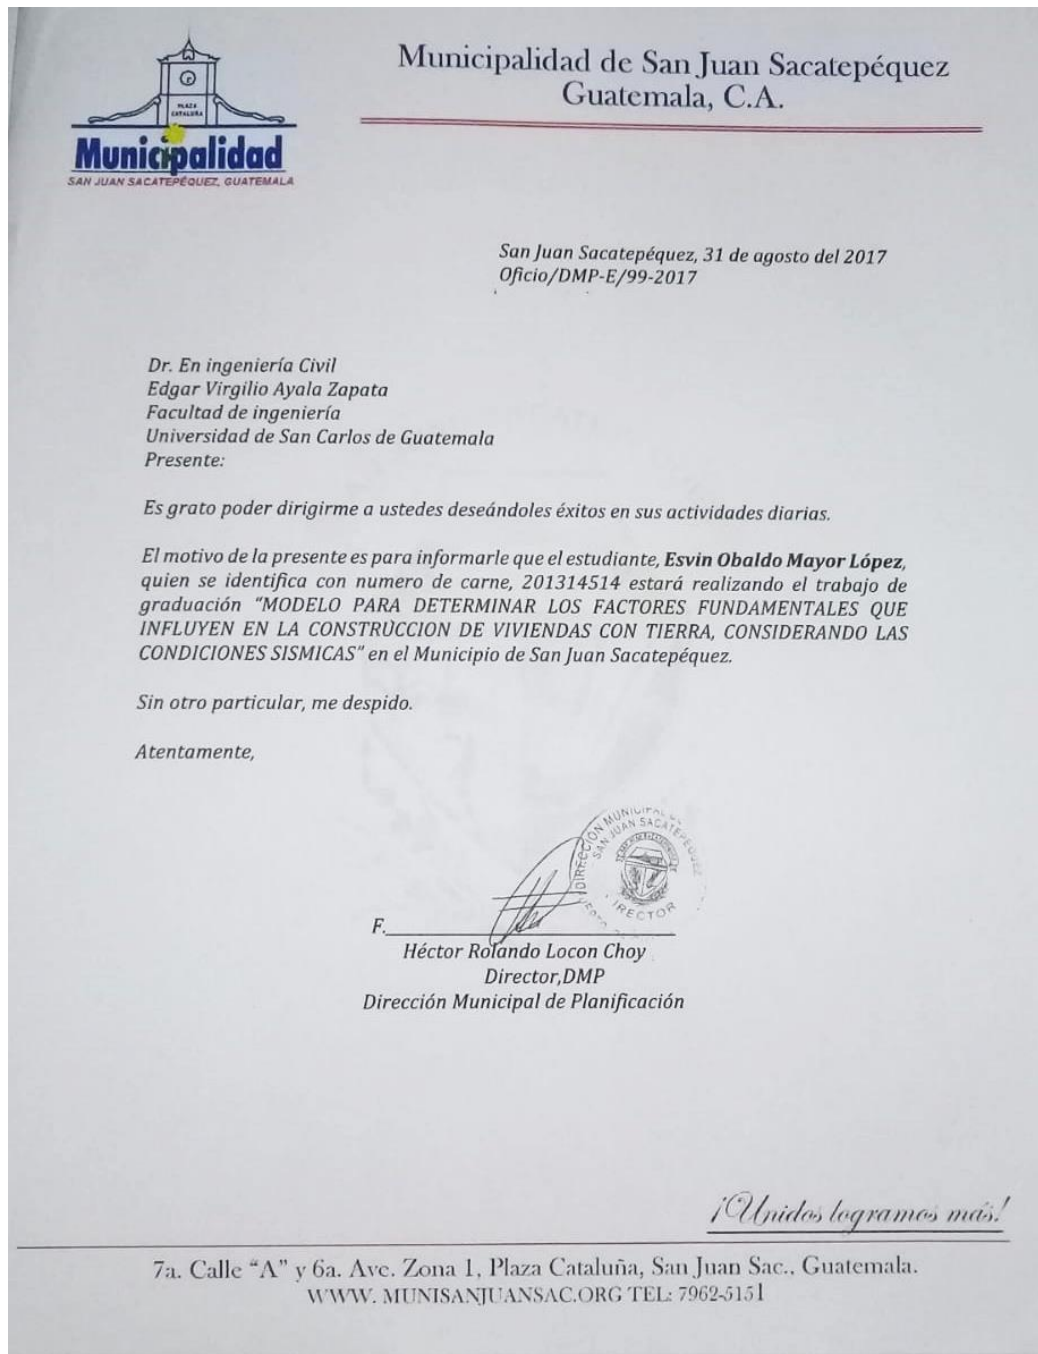 Municipalidad de San Juan Sacatepéquez
Guatemala, C.A.
PLAZA
CATALUÑA
Municipalidad
SAN JUAN SACATEPÉQUEZ, GUATEMALA
San Juan Sacatepéquez, 31 de agosto del 2017
Oficio/DMP-E/99-2017
Dr. En ingeniería Civil
Edgar Virgilio Ayala Zapata
Facultad de ingeniería
Universidad de San Carlos de Guatemala
Presente:
Es grato poder dirigirme a ustedes deseándoles éxitos en sus actividades diarias.
El motivo de la presente es para informarle que el estudiante, Esvin Obaldo Mayor López,
quien se identifica con numero de carne, 201314514 estará realizando el trabajo de
graduación "MODELO PARA DETERMINAR LOS FACTORES FUNDAMENTALES QUE
INFLUYEN EN LA CONSTRUCCION DE VIVIENDAS CON TIERRA, CONSIDERANDO LAS
CONDICIONES SISMICAS" en el Municipio de San Juan Sacatepéquez.
Sin otro particular, me despido.
Atentamente,
DIRECCIÓN MUNICIPAL DE
SAN JUAN SACATEPÉQUEZ
DIRECTOR
F.
Héctor Rolando Locon Choy
Director,DMP
Dirección Municipal de Planificación
¡Unidos logramos más!
7a. Calle "A" y 6a. Ave. Zona 1, Plaza Cataluña, San Juan Sac., Guatemala.
WWW. MUNISANJUANSAC.ORG TEL: 7962-5151